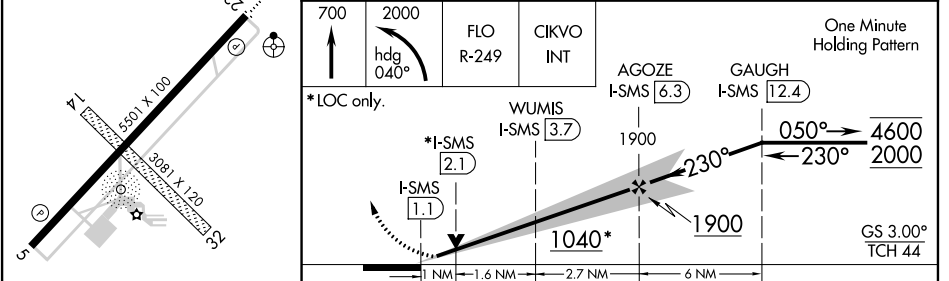 23
P
5501 X 100
14
3081 X 120
P
32
5
700
2000
hdg
040°
FLO
R-249
CIKVO
INT
One Minute
Holding Pattern
* LOC only.
AGOZE
I-SMS 6.3
GAUGH
I-SMS 12.4
WUMIS
I-SMS 3.7
1900
050°
4600
*I-SMS
2.1
230°
230°
2000
I-SMS
1.1
1900
1040*
GS 3.00°
TCH 44
1 NM
1.6 NM
2.7 NM
6 NM